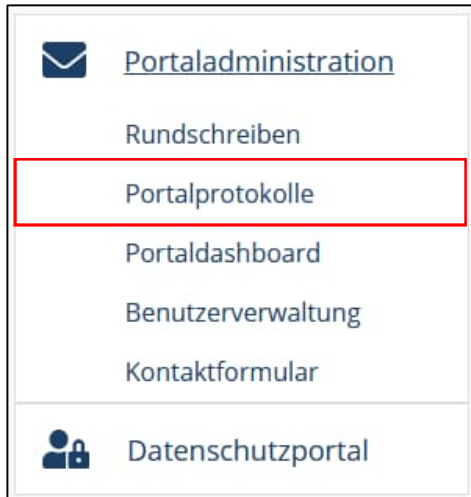 Portaladministration
Rundschreiben
Portalprotokolle
Portaldashboard
Benutzerverwaltung
Kontaktformular
Datenschutzportal